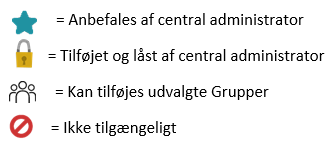 = Anbefales af central administrator
= Tilføjet og låst af central administrator
= Kan tilføjes udvalgte Grupper
= Ikke tilgængeligt